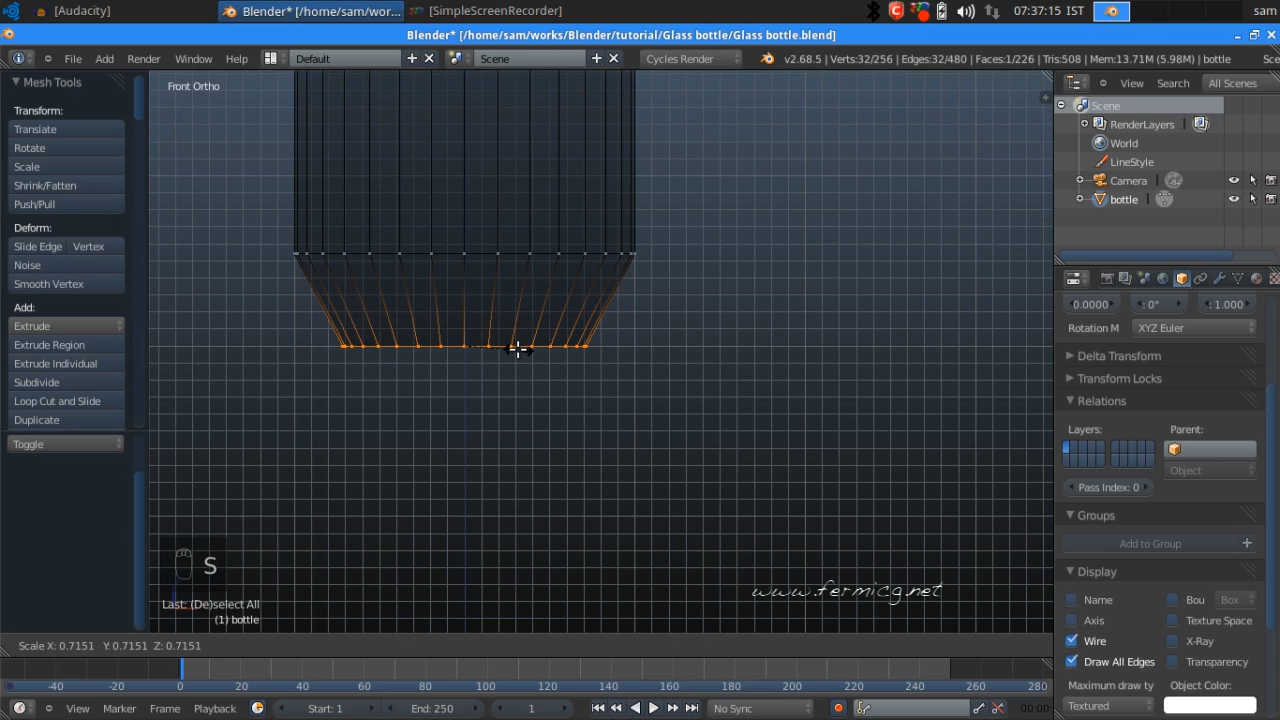 [Audacity]
Blender* [/home/sam/wor...
[SimpleScreenRecorder]
07:37:15 IST
sam
Blender* [/home/sam/works/Blender/tutorial/Glass bottle/Glass bottle.blend]
File Add Render Window Help
Default
Scene
Cycles Render
v2.68.5 | Verts:32/256 | Edges:32/480 | Faces:1/226 | Tris:508 | Mem:13.71M (5.98M) | bottle
Sce
Mesh Tools
Transform:
Translate
Rotate
Scale
Shrink/Fatten
Push/Pull
Deform:
Slide Edge Vertex
Noise
Smooth Vertex
Add:
Extrude
Extrude Region
Extrude Individual
Subdivide
Loop Cut and Slide
Duplicate
Toggle
Front Ortho
S
Last: (De)select All
(1) bottle
www.fermicg.net
View Search All Scenes
Scene
RenderLayers
World
LineStyle
Camera
bottle
0.0000 0° 1.000
Rotation M XYZ Euler
Delta Transform
Transform Locks
Relations
Layers: Parent:
Object
Pass Index: 0
Groups
Add to Group
Display
Name Bou Box
Axis Texture Space
Wire X-Ray
Draw All Edges Transparency
Maximum draw ty Object Color:
Textured
Scale X: 0.7151 Y: 0.7151 Z: 0.7151
-40 -20 0 20 40 60 80 100 120 140 160 180 200 220 240 260 280
View Marker Frame Playback
Start: 1
End: 250
1
No Sync
00:00